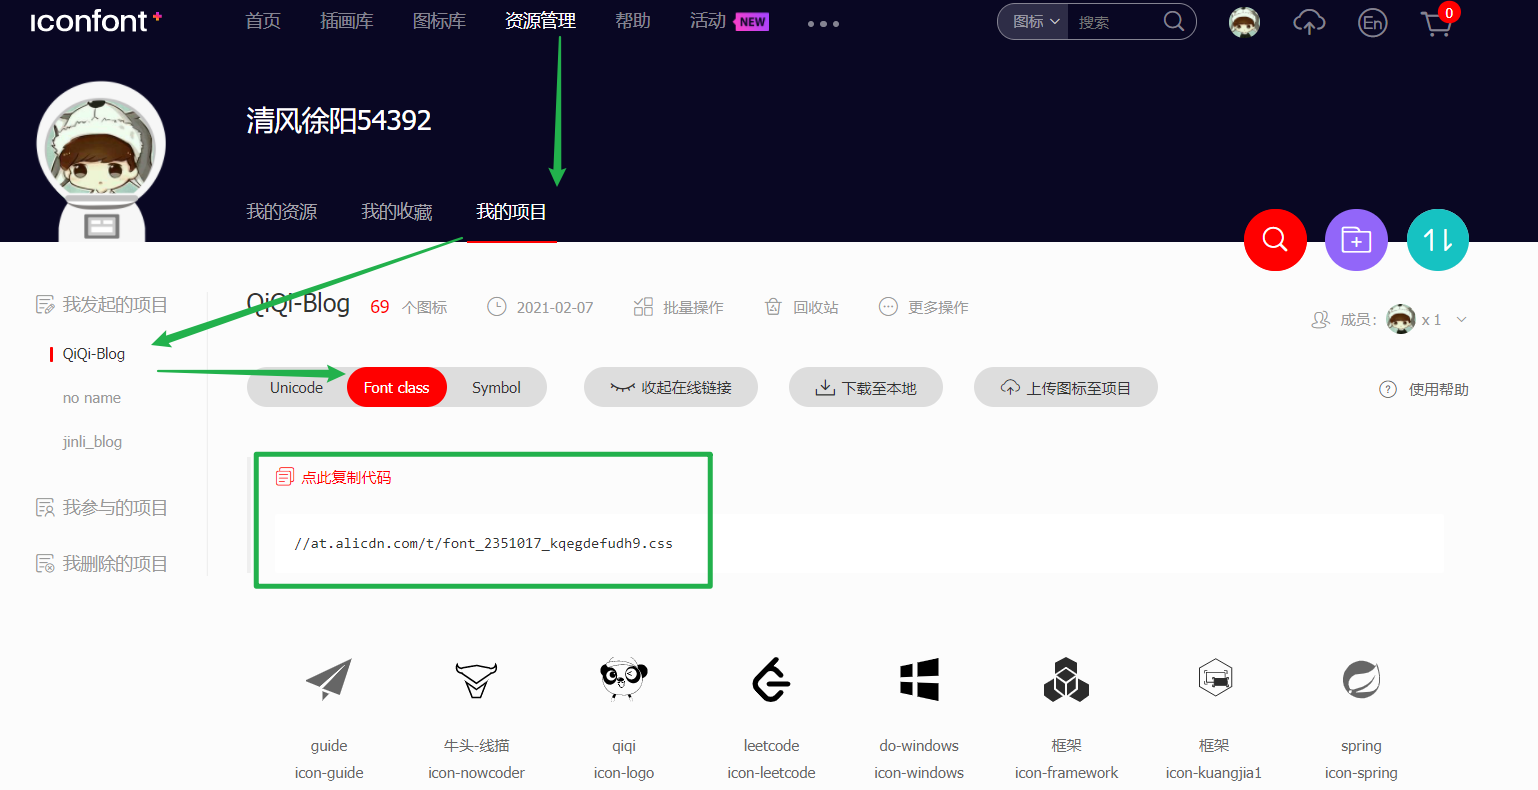 iconfont+
首页 插画库 图标库 资源管理 帮助 活动 NEW
图标 搜索 En 0
清风徐阳54392
我的资源 我的收藏 我的项目
我发起的项目
QiQi-Blog
no name
jinli_blog
我参与的项目
我删除的项目
QiQi-Blog 69 个图标 2021-02-07 批量操作 回收站 更多操作
成员: x 1
Unicode Font class Symbol 收起在线链接 下载至本地 上传图标至项目
使用帮助
点此复制代码
//at.alicdn.com/t/font_2351017_kqegdefudh9.css
guide 牛头-线描 qiqi leetcode do-windows 框架 框架 spring
icon-guide icon-nowcoder icon-logo icon-leetcode icon-windows icon-framework icon-kuangjia1 icon-spring